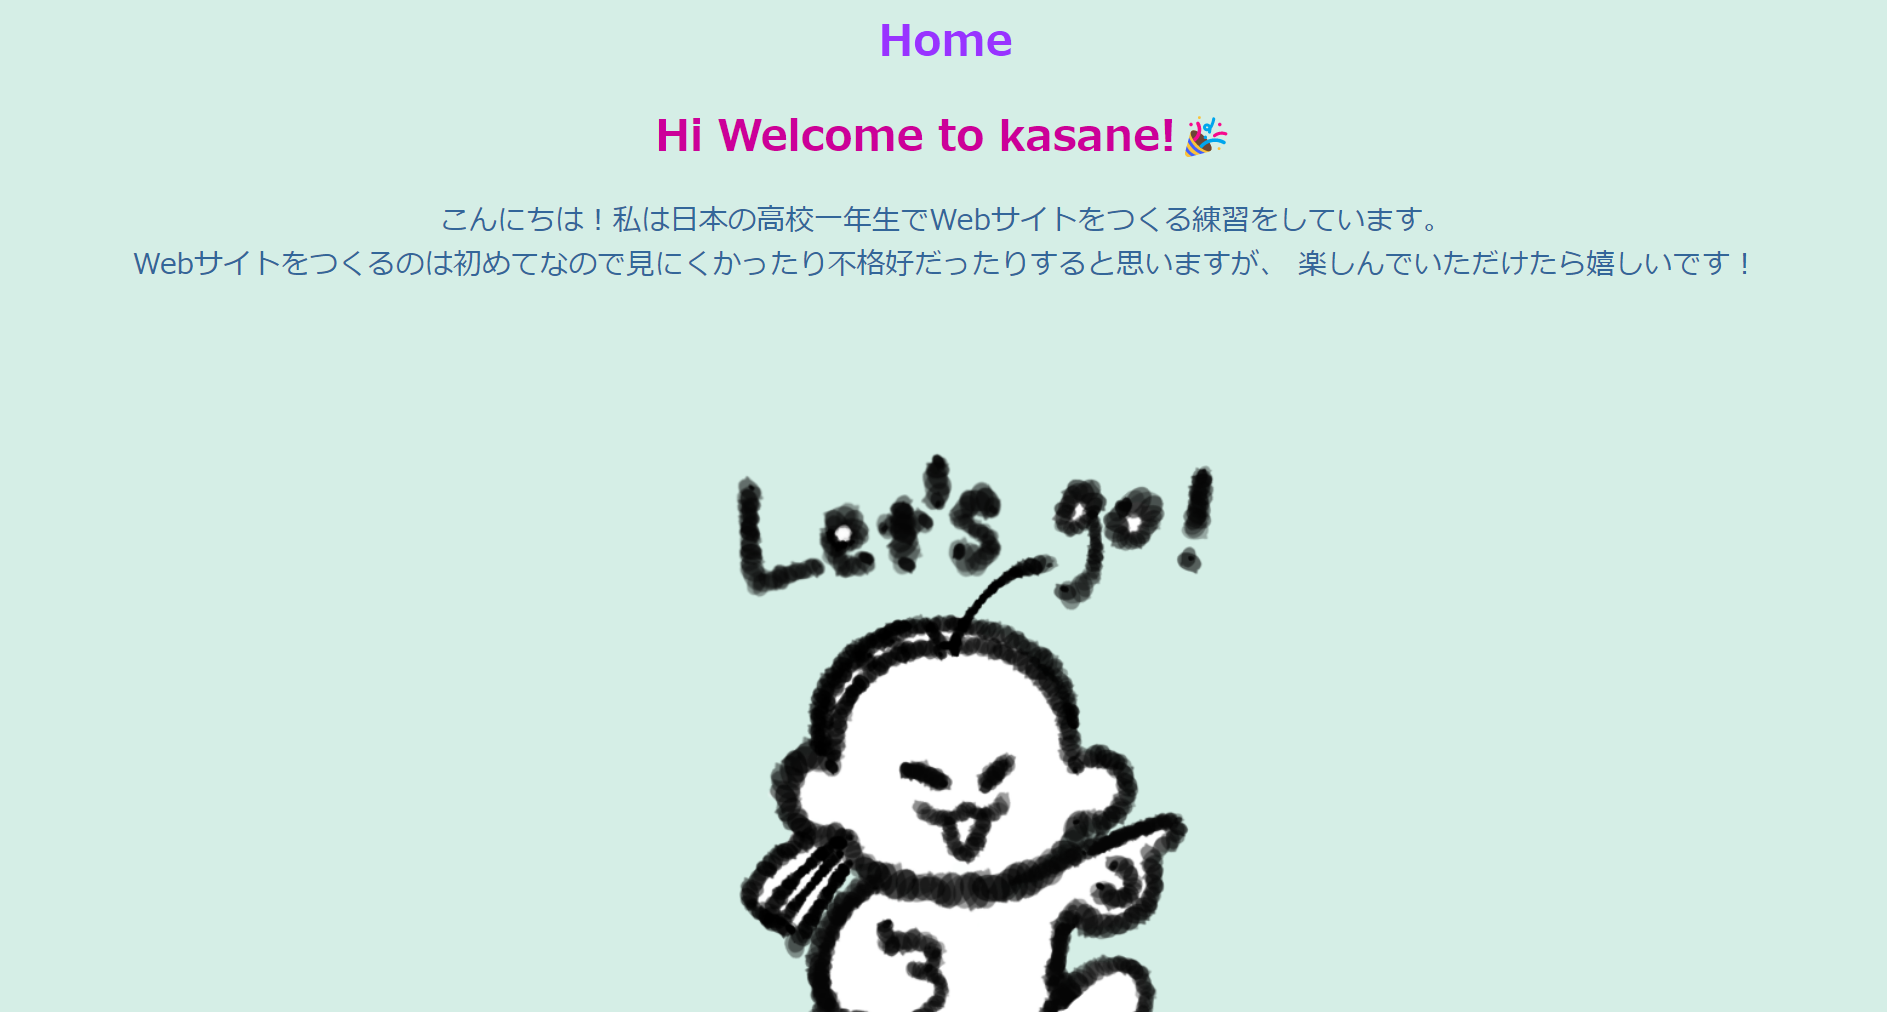 Home
Hi Welcome to kasane!🎉
こんにちは！私は日本の高校一年生でWebサイトをつくる練習をしています。
Webサイトをつくるのは初めてなので見にくかったり不格好だったりすると思いますが、 楽しんでいただけたら嬉しいです！
Let's go!